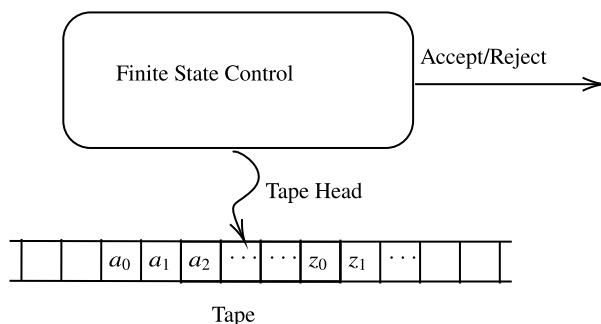 Finite State Control
Accept/Reject
Tape Head
a₀ a₁ a₂ ··· ··· z₀ z₁ ···
Tape